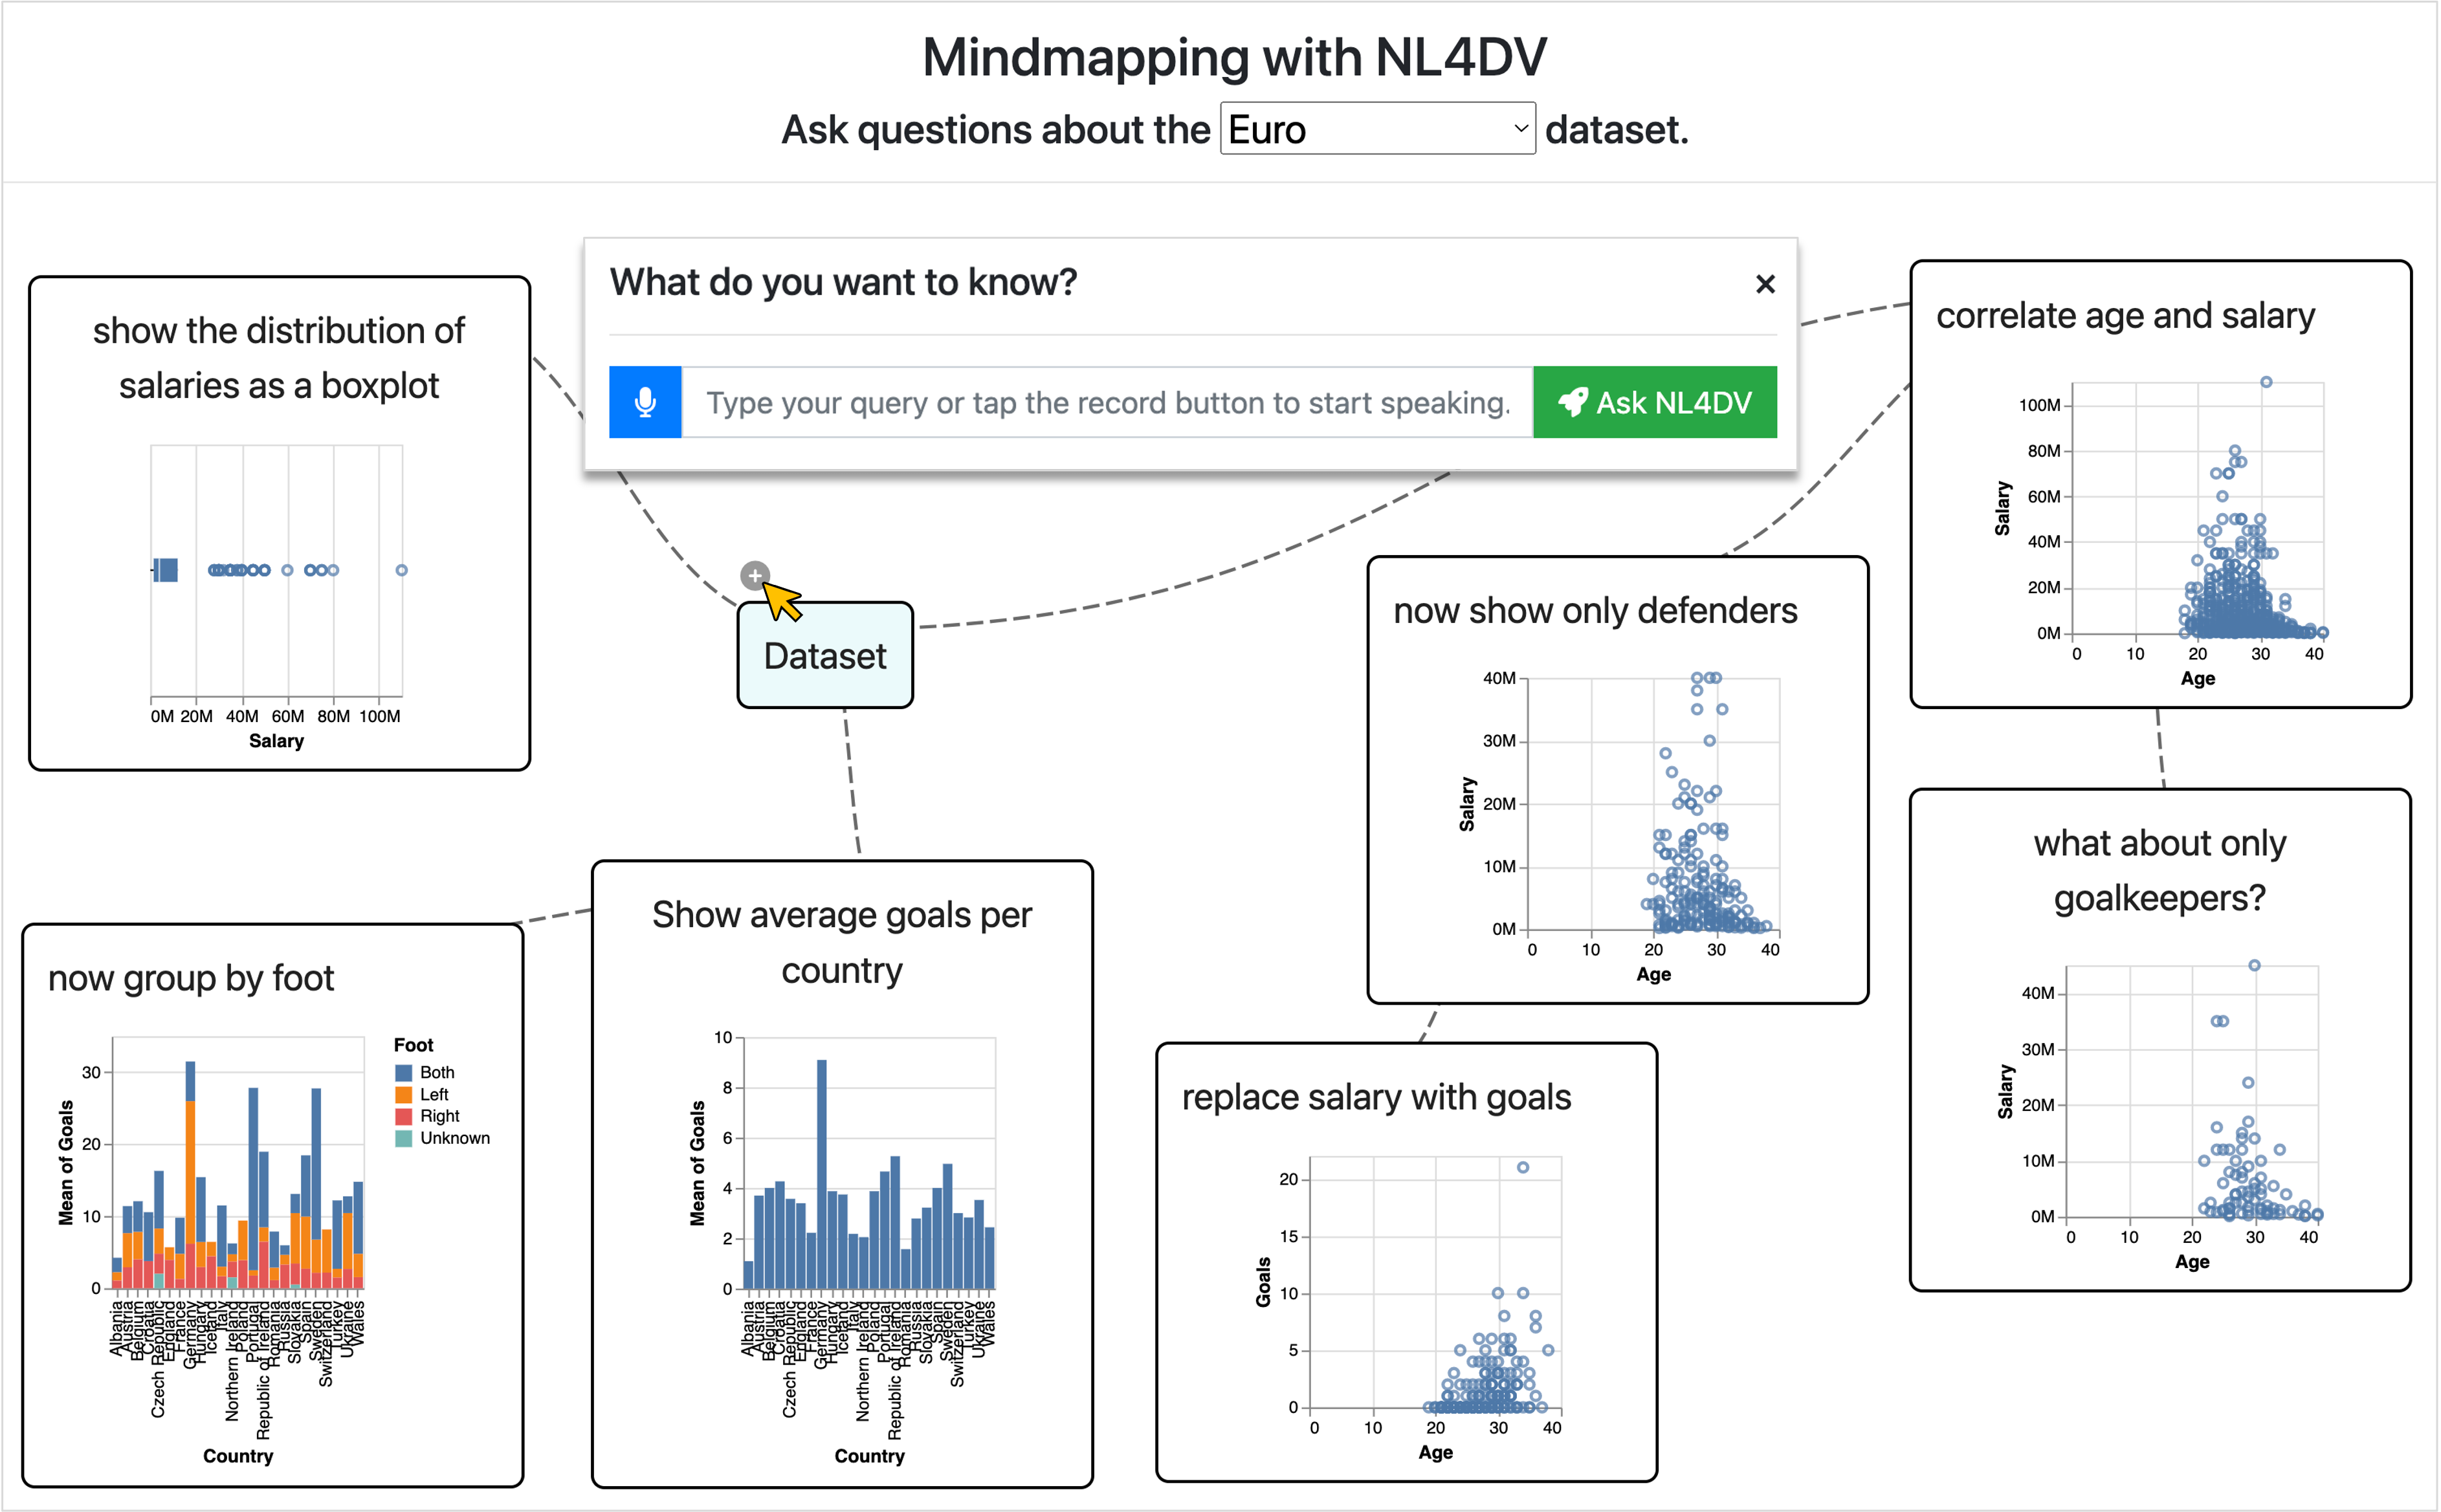 Mindmapping with NL4DV
Ask questions about the Euro dataset.
What do you want to know?
×
Type your query or tap the record button to start speaking.
Ask NL4DV
show the distribution of
salaries as a boxplot
0M 20M 40M 60M 80M 100M
Salary
Dataset
correlate age and salary
100M
80M
60M
40M
20M
0M
Salary
0 10 20 30 40
Age
now show only defenders
40M
30M
20M
10M
0M
Salary
0 10 20 30 40
Age
what about only
goalkeepers?
40M
30M
20M
10M
0M
Salary
0 10 20 30 40
Age
now group by foot
30
20
10
0
Mean of Goals
Foot
Both
Left
Right
Unknown
Albania
Austria
Belgium
Croatia
Czech Republic
England
France
Germany
Hungary
Iceland
Italy
Northern Ireland
Poland
Portugal
Republic of Ireland
Romania
Russia
Slovakia
Spain
Sweden
Switzerland
Turkey
Ukraine
Wales
Country
Show average goals per
country
10
8
6
4
2
0
Mean of Goals
Albania
Austria
Belgium
Croatia
Czech Republic
England
France
Germany
Hungary
Iceland
Italy
Northern Ireland
Poland
Portugal
Republic of Ireland
Romania
Russia
Slovakia
Spain
Sweden
Switzerland
Turkey
Ukraine
Wales
Country
replace salary with goals
20
15
10
5
0
Goals
0 10 20 30 40
Age